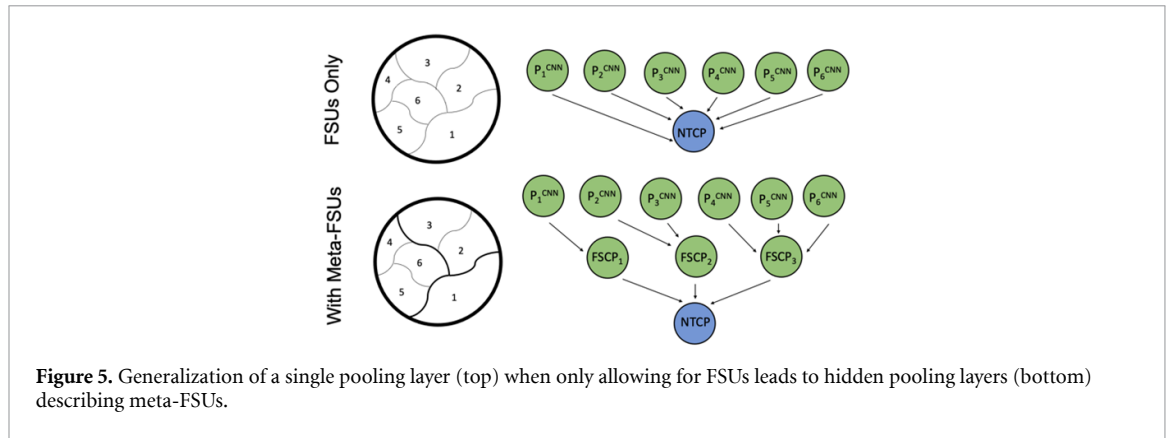 FSUs Only
3
4
2
6
5
1
P₁CNN P₂CNN P₃CNN P₄CNN P₅CNN P₆CNN
NTCP
With Meta-FSUs
3
4
2
6
5
1
P₁CNN P₂CNN P₃CNN P₄CNN P₅CNN P₆CNN
FSCP₁ FSCP₂ FSCP₃
NTCP
Figure 5. Generalization of a single pooling layer (top) when only allowing for FSUs leads to hidden pooling layers (bottom)
describing meta-FSUs.